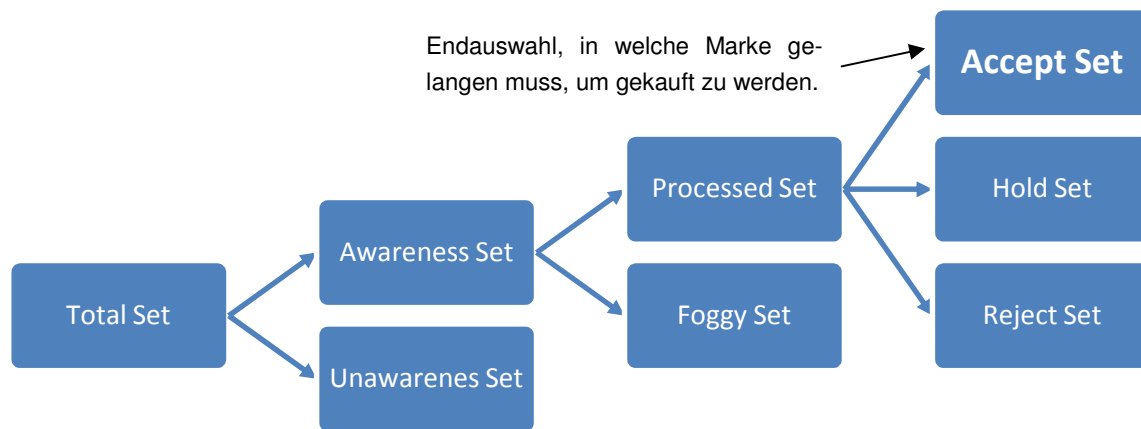 Endauswahl, in welche Marke ge-
langen muss, um gekauft zu werden.
Accept Set
Processed Set
Hold Set
Awareness Set
Total Set
Foggy Set
Reject Set
Unawarenes Set